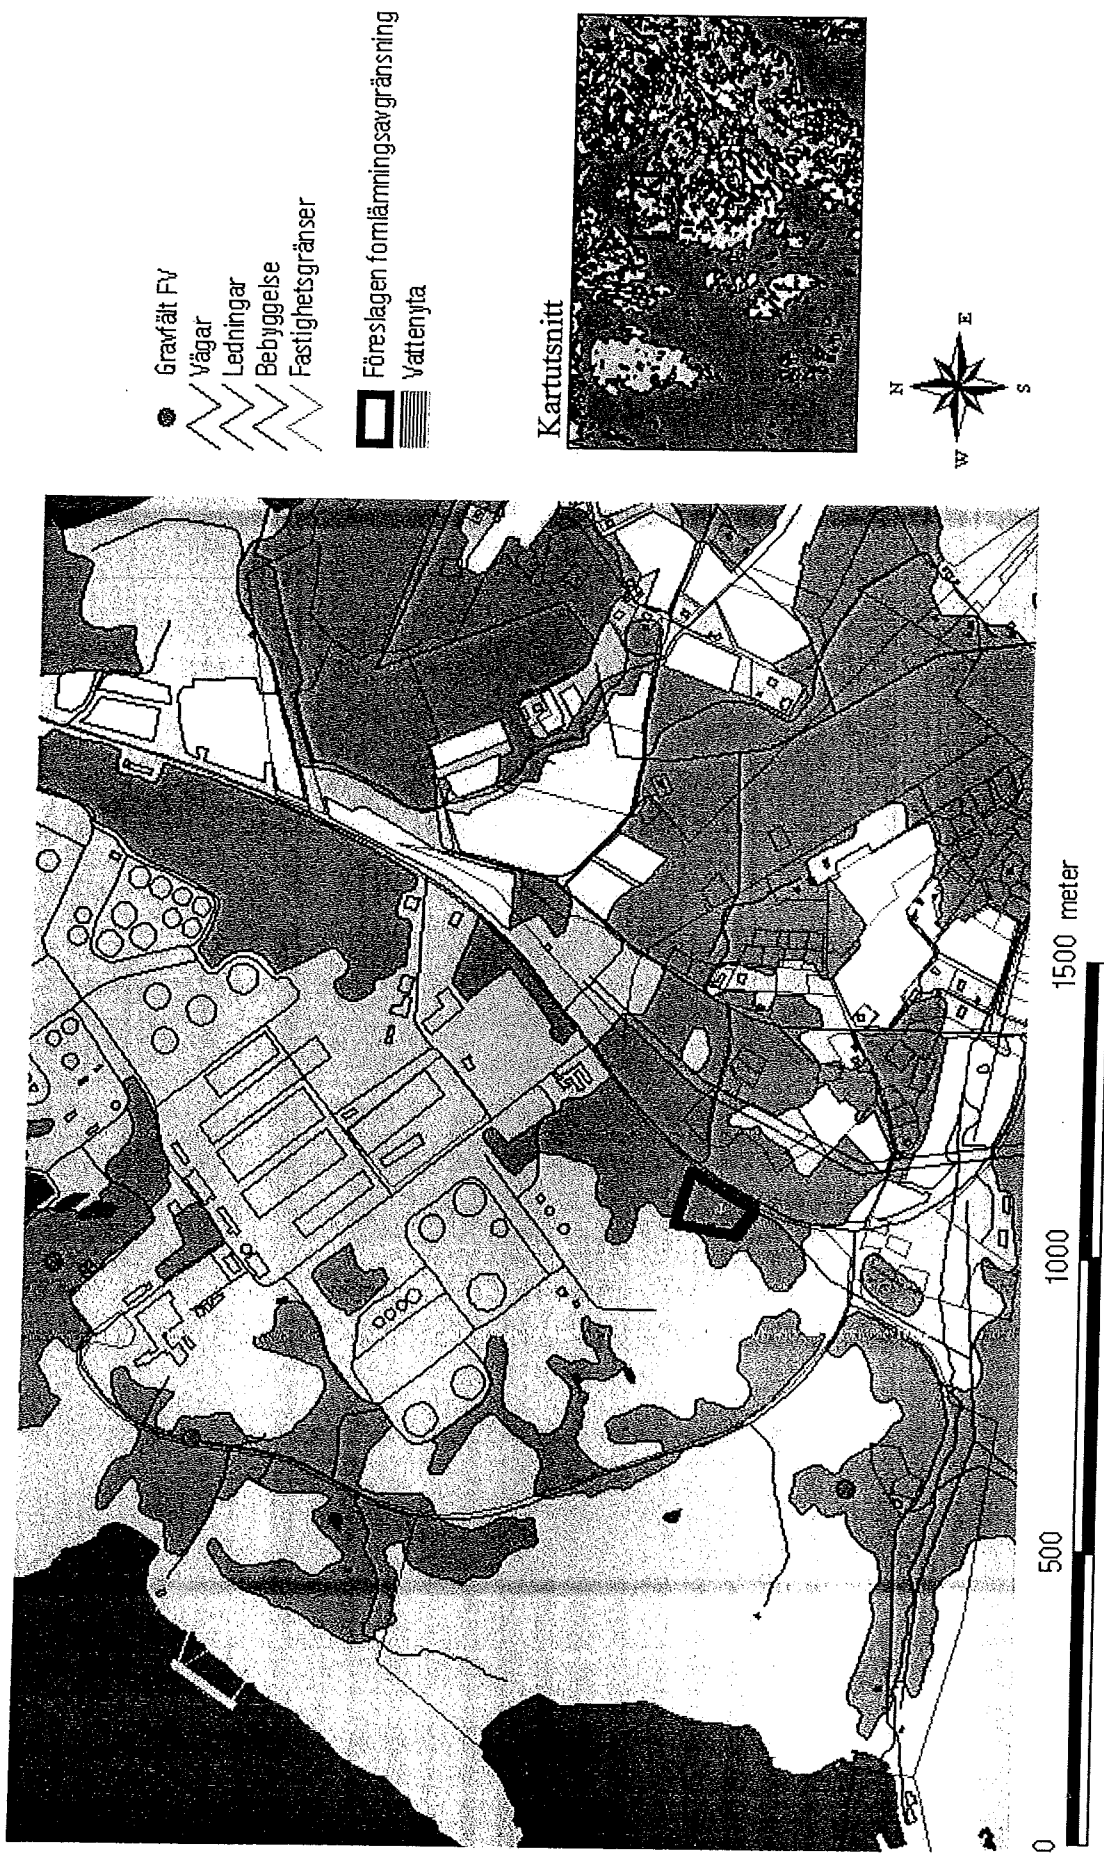 Gravfält FV
Vägar
Ledningar
Bebyggelse
Fastighetsgränser
Föreslagen fornlämningsavgränsning
Vattenyta
Kartutsnitt
N
W
E
S
0 500 1000 1500 meter